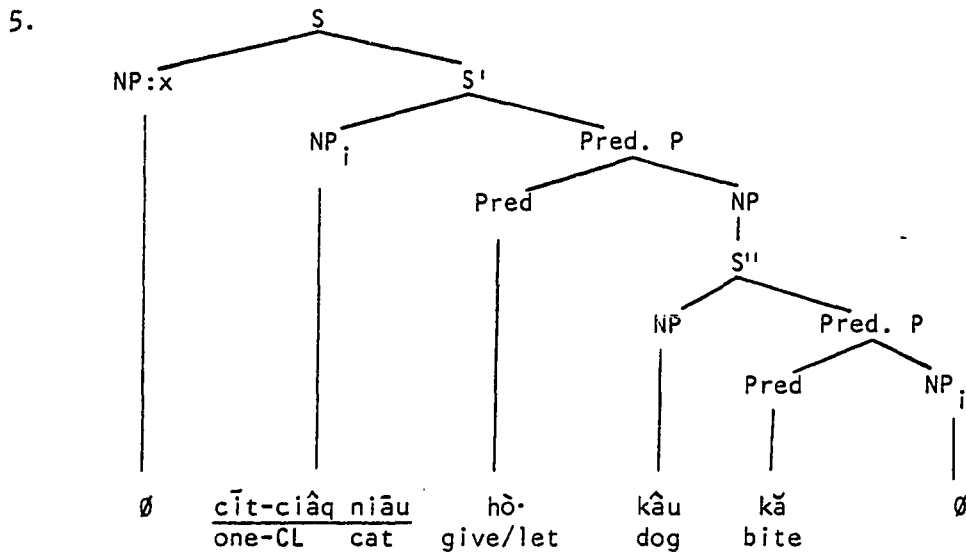 5.
S
NP:x S'
NP_i Pred. P
Pred NP
S''
NP Pred. P
Pred NP_i
Ø cīt-ciâq niāu hò· kâu kă Ø
one-CL cat give/let dog bite